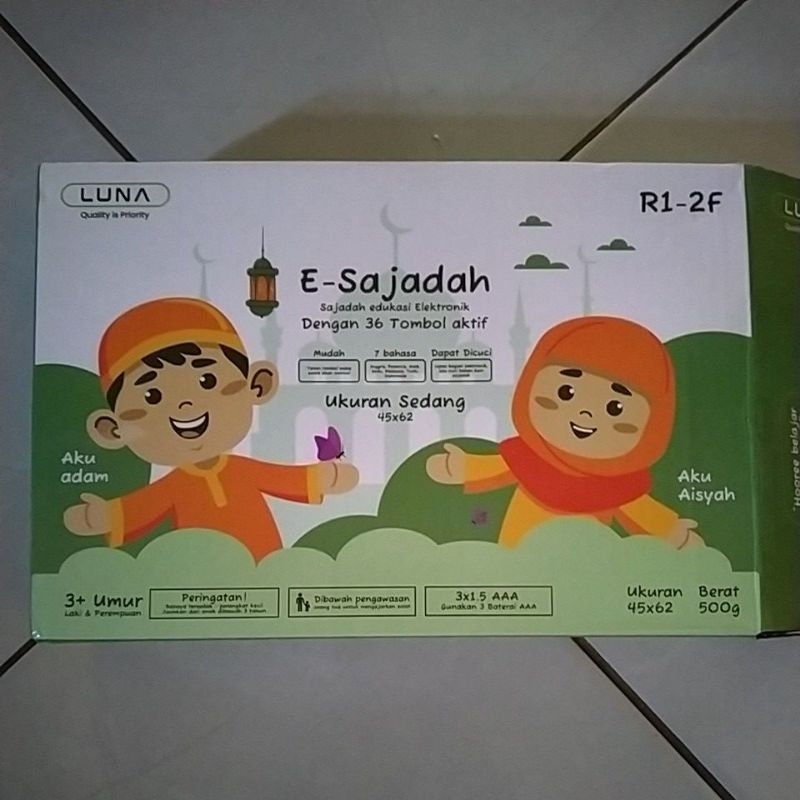 LUNA
Quality is Priority
R1-2F
E-Sajadah
Sajadah edukasi Elektronik
Dengan 36 Tombol aktif
Mudah
7 bahasa
Dapat Dicuci
Ukuran Sedang
45x62
Aku
adam
Aku
Aisyah
3+ Umur
Laki & Perempuan
Peringatan!
Dibawah pengawasan
3x1.5 AAA
Gunakan 3 Baterai AAA
Ukuran
45x62
Berat
500g
belajar